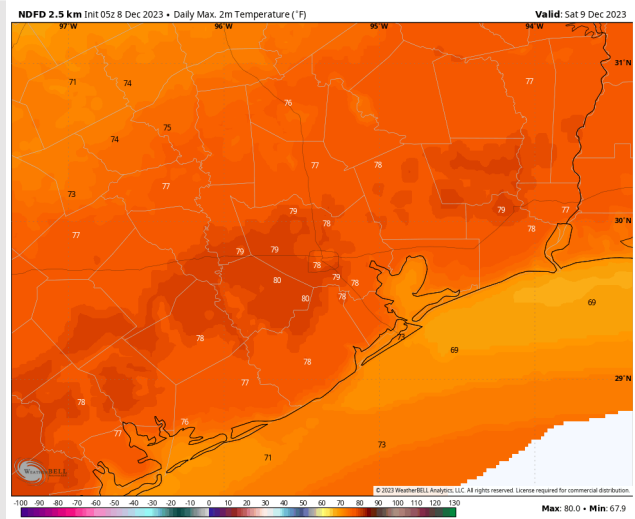 NDFD 2.5 km Init 05z 8 Dec 2023 • Daily Max. 2m Temperature (°F)
Valid: Sat 9 Dec 2023
97°W 96°W 95°W 94°W
31°N
71 74 77
76
75
74
77 78
77
73
79 79 77
78 78
30°N
77
79 79
78
79
80 78
80 78
69
78 73
69
78
29°N
77
78
76
77
73
71
WeatherBELL
© 2023 WeatherBELL Analytics, LLC. All rights reserved. License required for commercial distribution.
-100 -90 -80 -70 -60 -50 -40 -30 -20 -10 0 10 20 30 40 50 60 70 80 90 100 110 120 130
Max: 80.0 • Min: 67.9